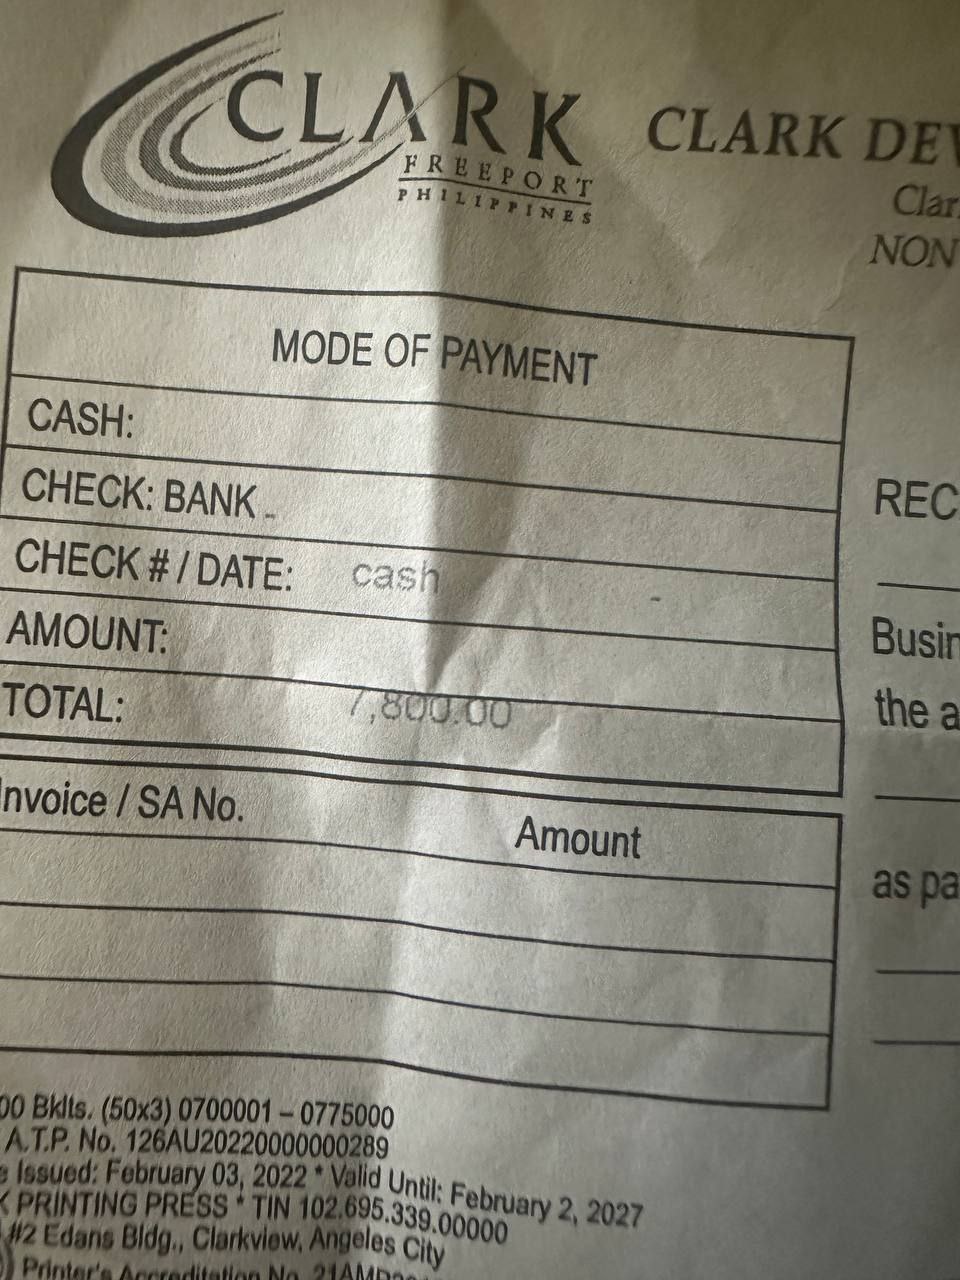 CLARK
FREEPORT
PHILIPPINES
CLARK DEV
Clar
NON
MODE OF PAYMENT
CASH:
CHECK: BANK -
CHECK # / DATE: cash -
AMOUNT:
TOTAL: 7,800.00
REC
Busin
the a
Invoice / SA No. Amount
as pa
00 Bklts. (50x3) 0700001 – 0775000
A.T.P. No. 126AU20220000000289
e Issued: February 03, 2022 * Valid Until: February 2, 2027
K PRINTING PRESS * TIN 102.695.339.00000
#2 Edans Bldg., Clarkview, Angeles City
Printer's Accreditation No.